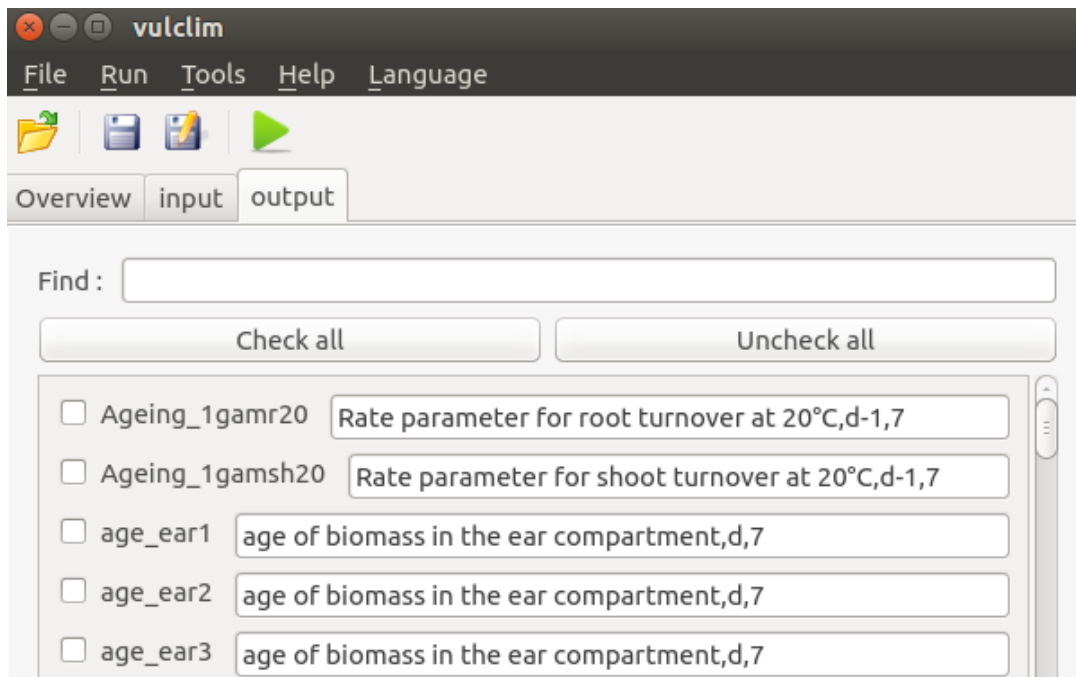 vulclim
File Run Tools Help Language
Overview input output
Find :
Check all Uncheck all
Ageing_1gamr20 Rate parameter for root turnover at 20°C,d-1,7
Ageing_1gamsh20 Rate parameter for shoot turnover at 20°C,d-1,7
age_ear1 age of biomass in the ear compartment,d,7
age_ear2 age of biomass in the ear compartment,d,7
age_ear3 age of biomass in the ear compartment,d,7